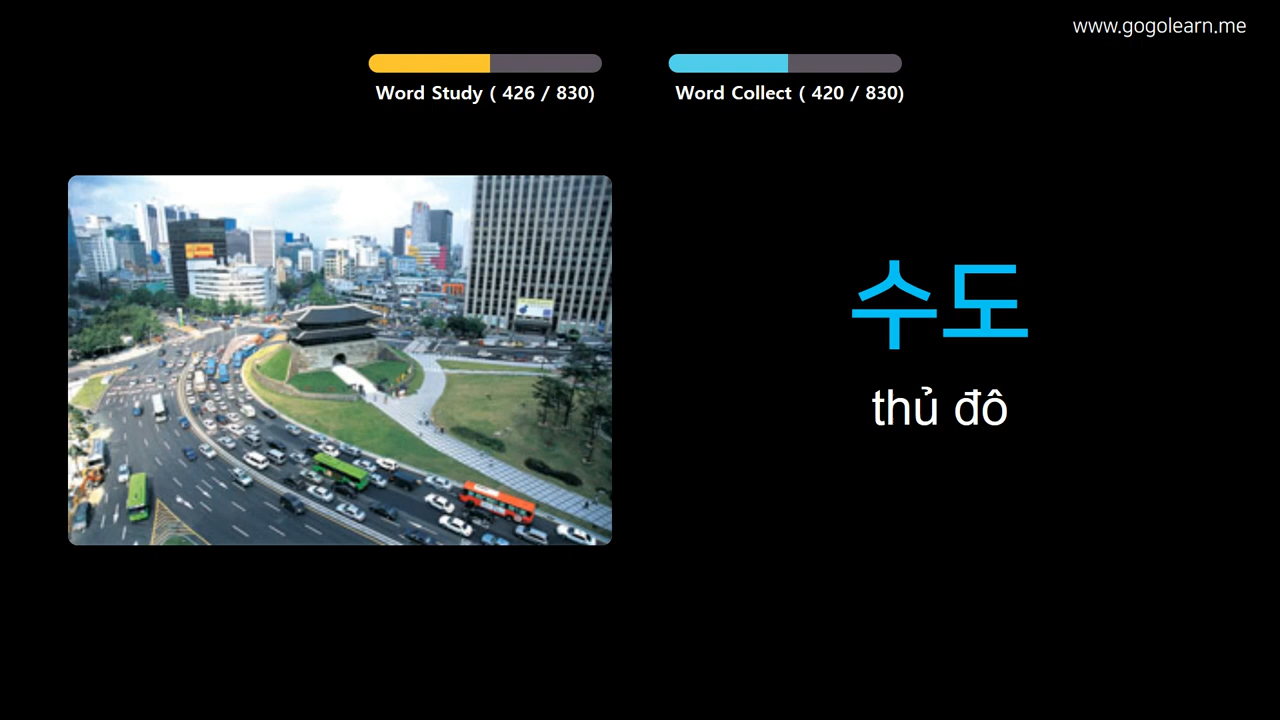 www.gogolearn.me
Word Study ( 426 / 830)
Word Collect ( 420 / 830)
수도
thủ đô